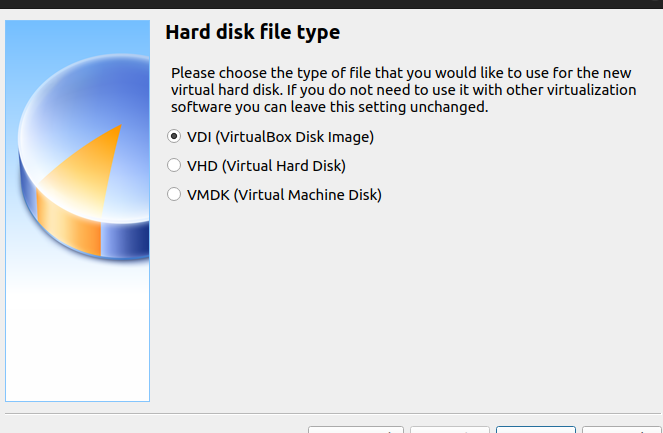 Hard disk file type
Please choose the type of file that you would like to use for the new
virtual hard disk. If you do not need to use it with other virtualization
software you can leave this setting unchanged.
VDI (VirtualBox Disk Image)
VHD (Virtual Hard Disk)
VMDK (Virtual Machine Disk)